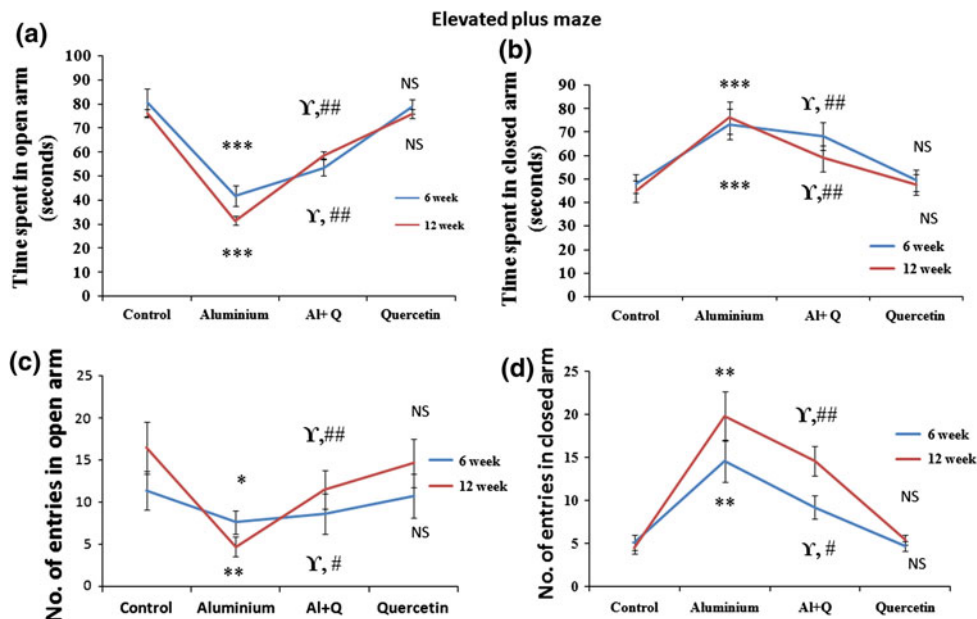 Elevated plus maze
(a)
Time spent in open arm
(seconds)
100
90
80
70
60
50
40
30
20
10
0
***
***
ϒ,##
ϒ, ##
NS
NS
6 week
12 week
Control Aluminium Al+ Q Quercetin
(b)
Time spent in closed arm
(seconds)
90
80
70
60
50
40
30
20
10
0
***
***
ϒ, ##
ϒ, ##
NS
NS
6 week
12 week
Control Aluminium Al+ Q Quercetin
(c)
No. of entries in open arm
25
20
15
10
5
0
*
**
ϒ,##
ϒ, #
NS
NS
6 week
12 week
Control Aluminium Al+Q Quercetin
(d)
No. of entries in closed arm
25
20
15
10
5
0
**
**
ϒ,##
ϒ, #
NS
NS
6 week
12 week
Control Aluminium Al+Q Quercetin